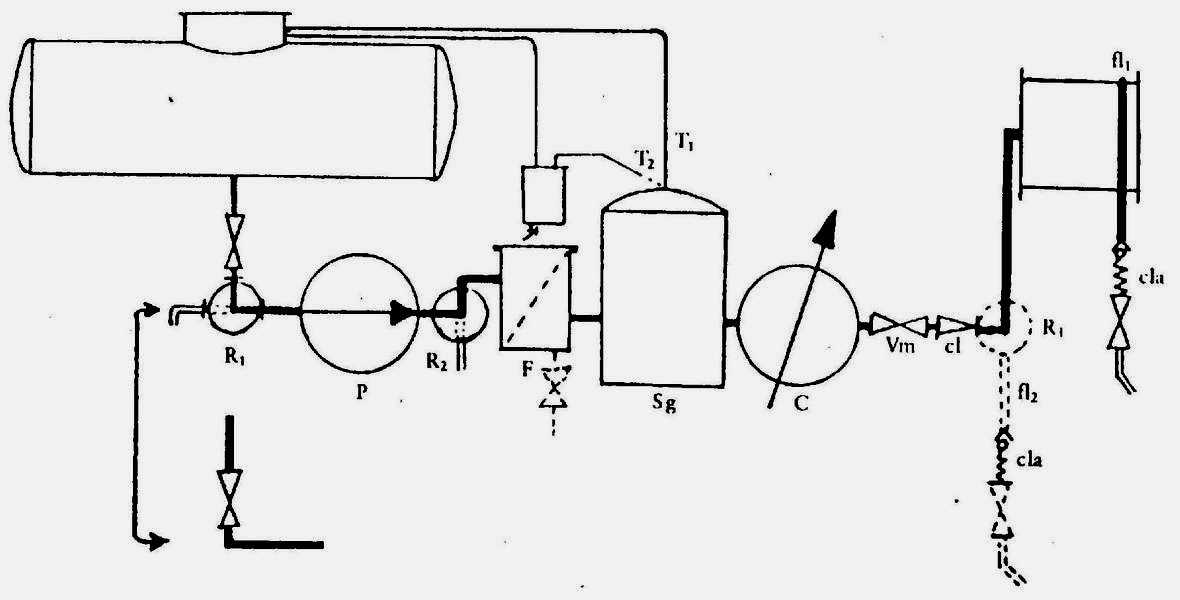 fl₁
T₁
T₂
cla
R₁
R₂
F
Vm
cl
R₁
P
Sg
C
fl₂
cla